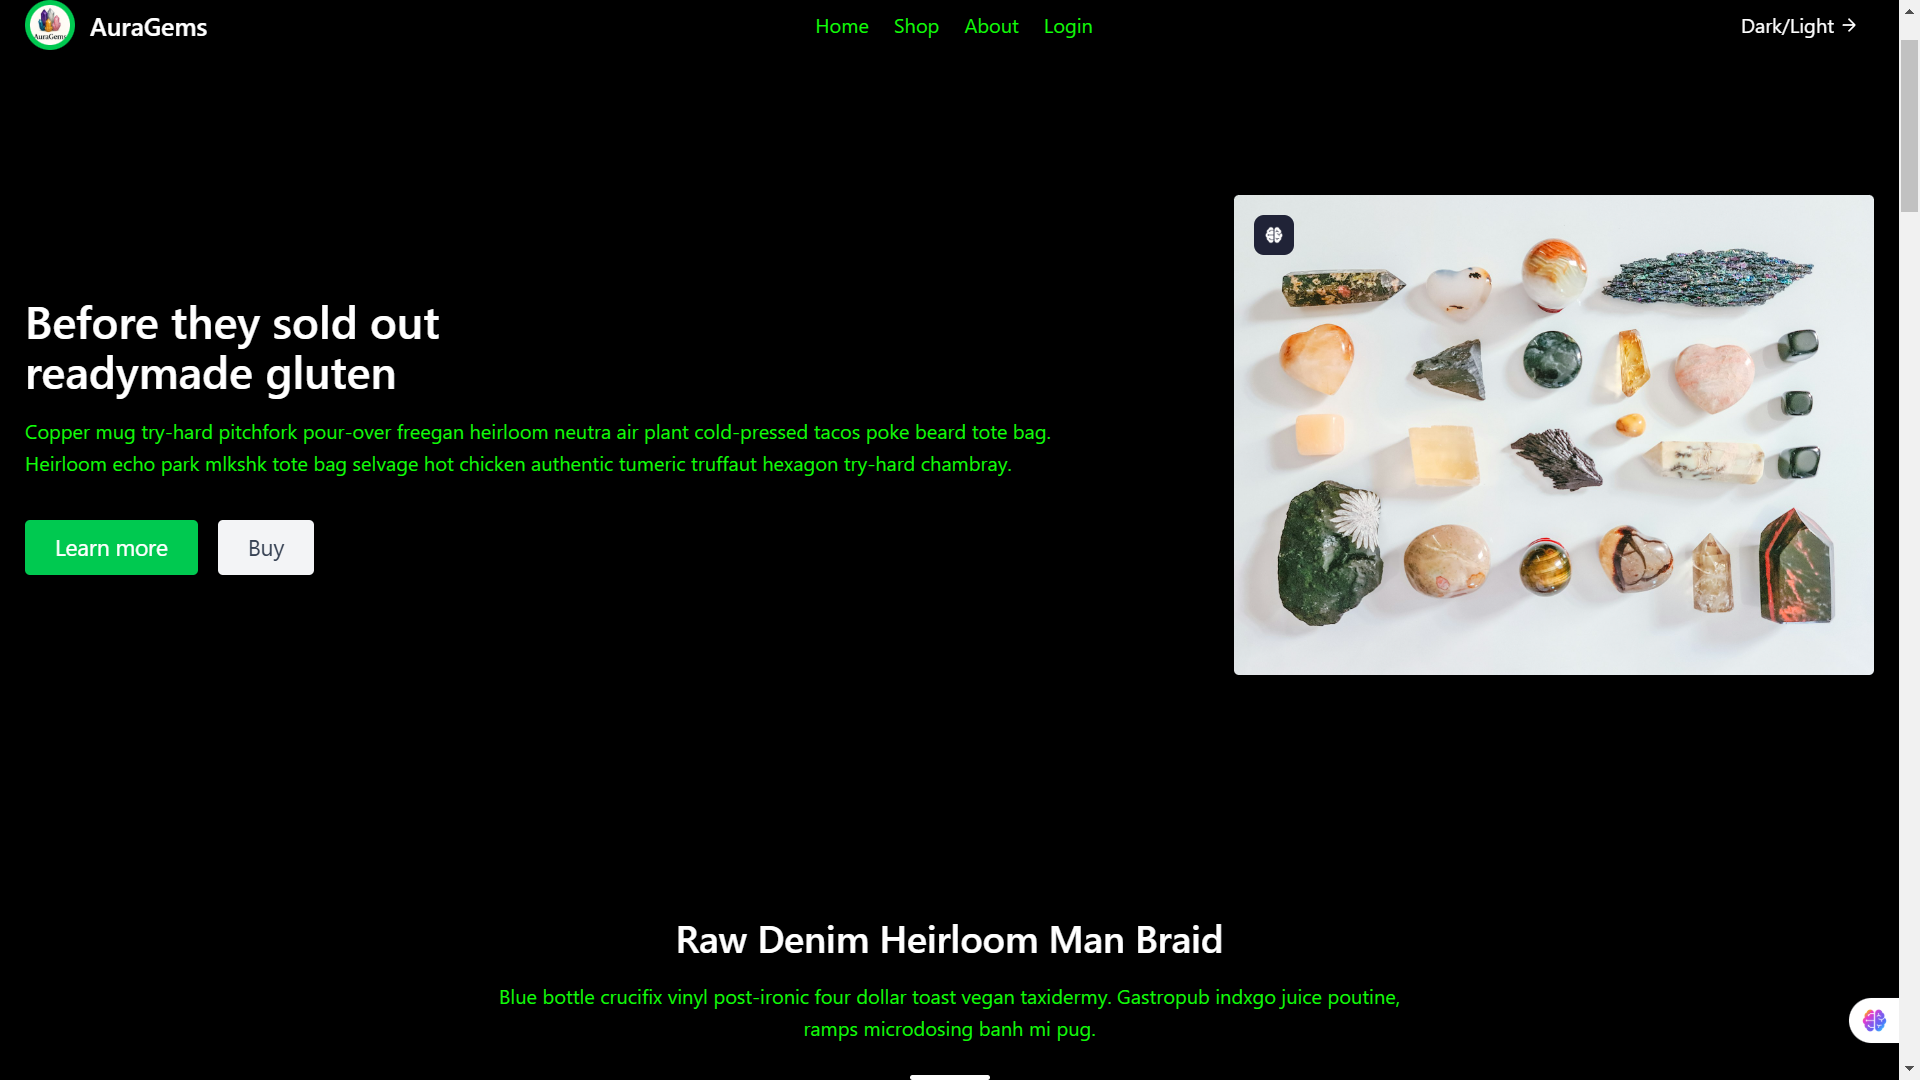 AuraGems
AuraGems
Home
Shop
About
Login
Dark/Light →
Before they sold out
readymade gluten
Copper mug try-hard pitchfork pour-over freegan heirloom neutra air plant cold-pressed tacos poke beard tote bag.
Heirloom echo park mlkshk tote bag selvage hot chicken authentic tumeric truffaut hexagon try-hard chambray.
Learn more
Buy
Raw Denim Heirloom Man Braid
Blue bottle crucifix vinyl post-ironic four dollar toast vegan taxidermy. Gastropub indxgo juice poutine,
ramps microdosing banh mi pug.